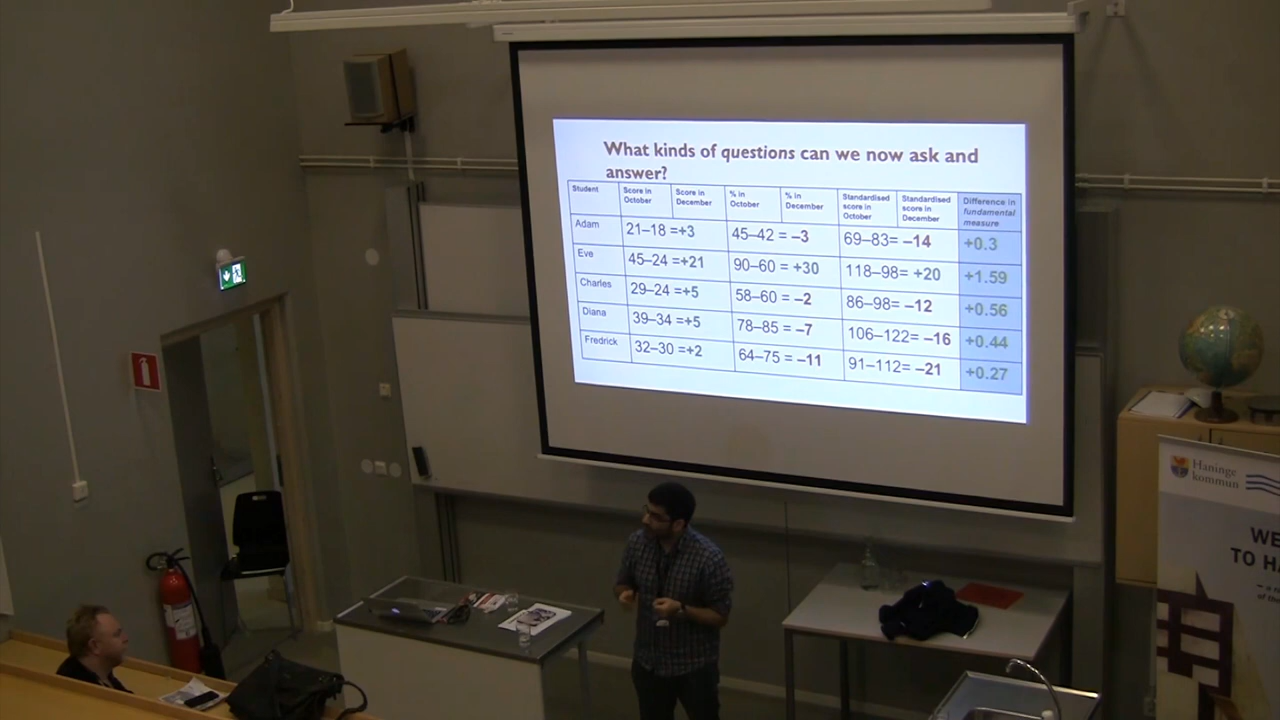 What kinds of questions can we now ask and
answer?
Student Score in October Score in December % in October % in December Standardised score in October Standardised score in December Difference in fundamental measure
Adam 21–18 =+3 45–42 = –3 69–83= –14 +0.3
Eve 45–24 =+21 90–60 = +30 118–98= +20 +1.59
Charles 29–24 =+5 58–60 = –2 86–98= –12 +0.56
Diana 39–34 =+5 78–85 = –7 106–122= –16 +0.44
Fredrick 32–30 =+2 64–75 = –11 91–112= –21 +0.27
Haninge
kommun
WE
TO HA